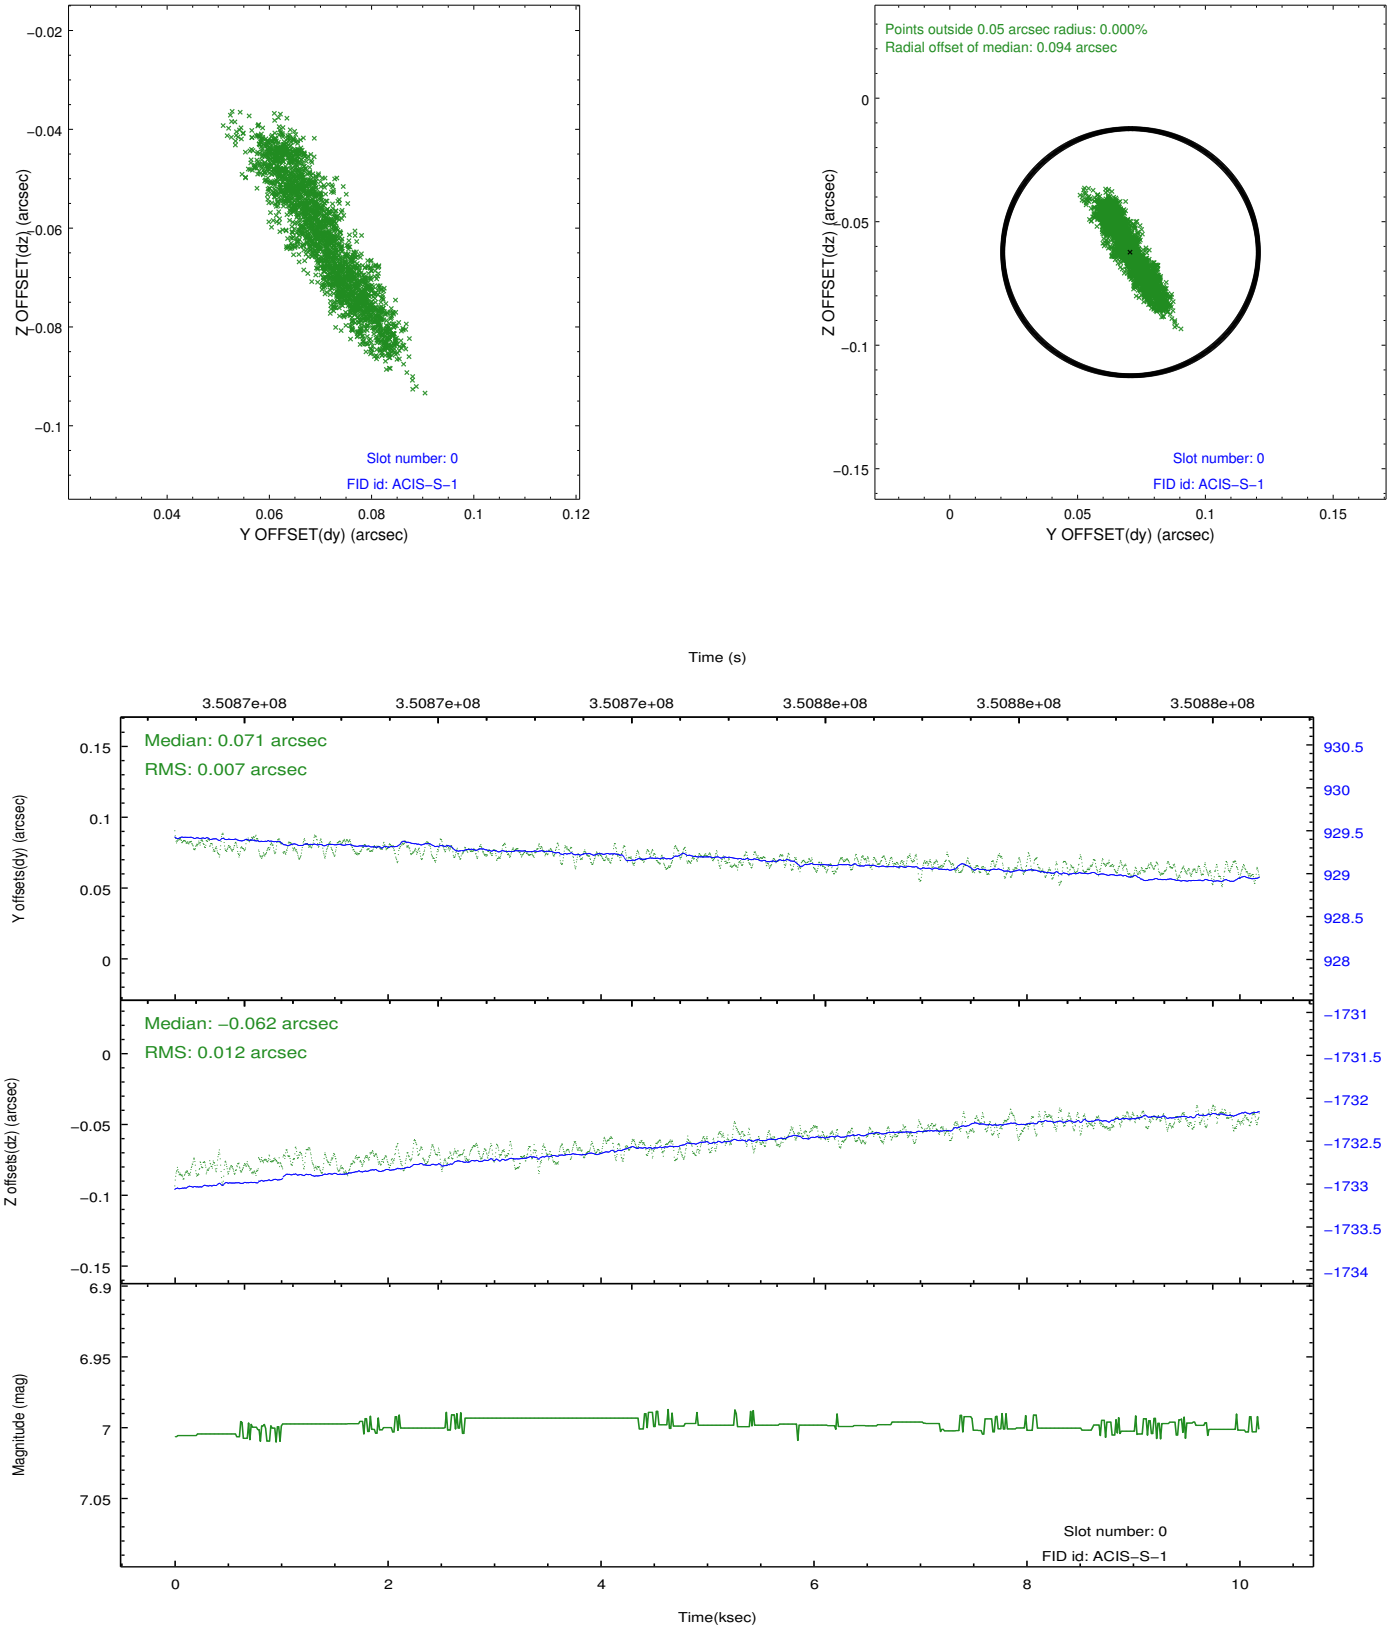 −0.02
−0.04
−0.06
−0.08
−0.1
Z OFFSET(dz) (arcsec)
Slot number: 0
FID id: ACIS−S−1
0.04
0.06
0.08
0.1
0.12
Y OFFSET(dy) (arcsec)
Points outside 0.05 arcsec radius: 0.000%
Radial offset of median: 0.094 arcsec
0
−0.05
−0.1
−0.15
Z OFFSET(dz) (arcsec)
Slot number: 0
FID id: ACIS−S−1
0
0.05
0.1
0.15
Y OFFSET(dy) (arcsec)
Time (s)
3.5087e+08
3.5087e+08
3.5087e+08
3.5088e+08
3.5088e+08
3.5088e+08
Median: 0.071 arcsec
RMS: 0.007 arcsec
0.15
0.1
0.05
0
Y offsets(dy) (arcsec)
930.5
930
929.5
929
928.5
928
Median: −0.062 arcsec
RMS: 0.012 arcsec
0
−0.05
−0.1
−0.15
Z offsets(dz) (arcsec)
−1731
−1731.5
−1732
−1732.5
−1733
−1733.5
−1734
6.9
6.95
7
7.05
Magnitude (mag)
Slot number: 0
FID id: ACIS−S−1
0
2
4
6
8
10
Time(ksec)